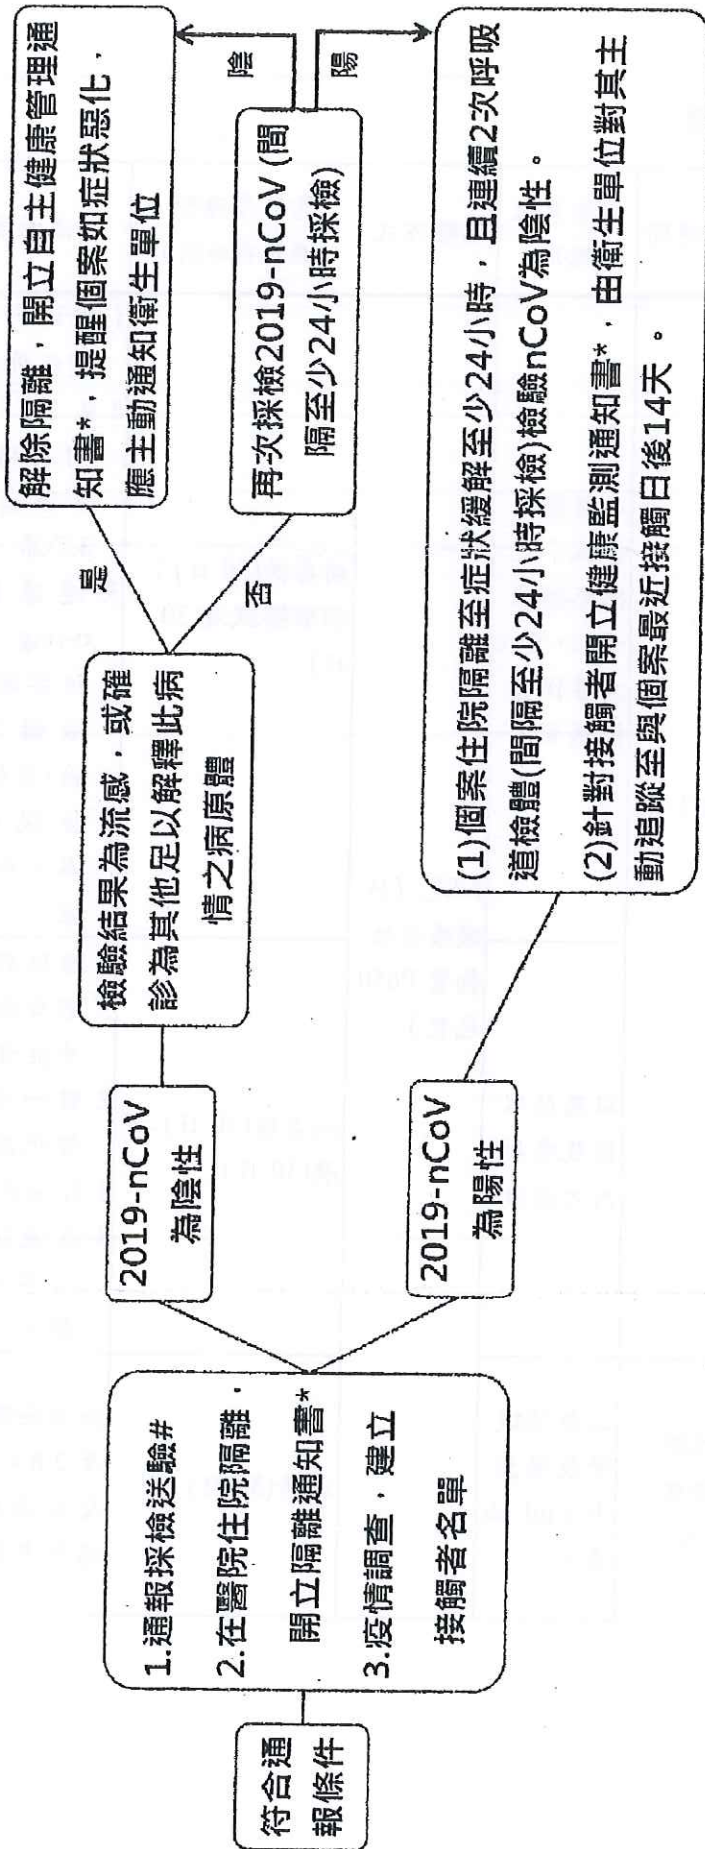 符合通
報條件
1.通報採檢送驗#
2.在醫院住院隔離，
開立隔離通知書*
3.疫情調查，建立
接觸者名單
2019-nCoV
為陰性
檢驗結果為流感，或確
診為其他足以解釋此病
情之病原體
是
解除隔離，開立自主健康管理通
知書*，提醒個案如症狀惡化，
應主動通知衛生單位
否
再次採檢2019-nCoV (間
隔至少24小時採檢)
陰
陽
2019-nCoV
為陽性
(1)個案住院隔離至症狀緩解至少24小時，且連續2次呼吸
道檢體(間隔至少24小時採檢)檢驗nCoV為陰性。
(2)針對接觸者開立健康監測通知書*，由衛生單位對其主
動追蹤至與個案最近接觸日後14天。